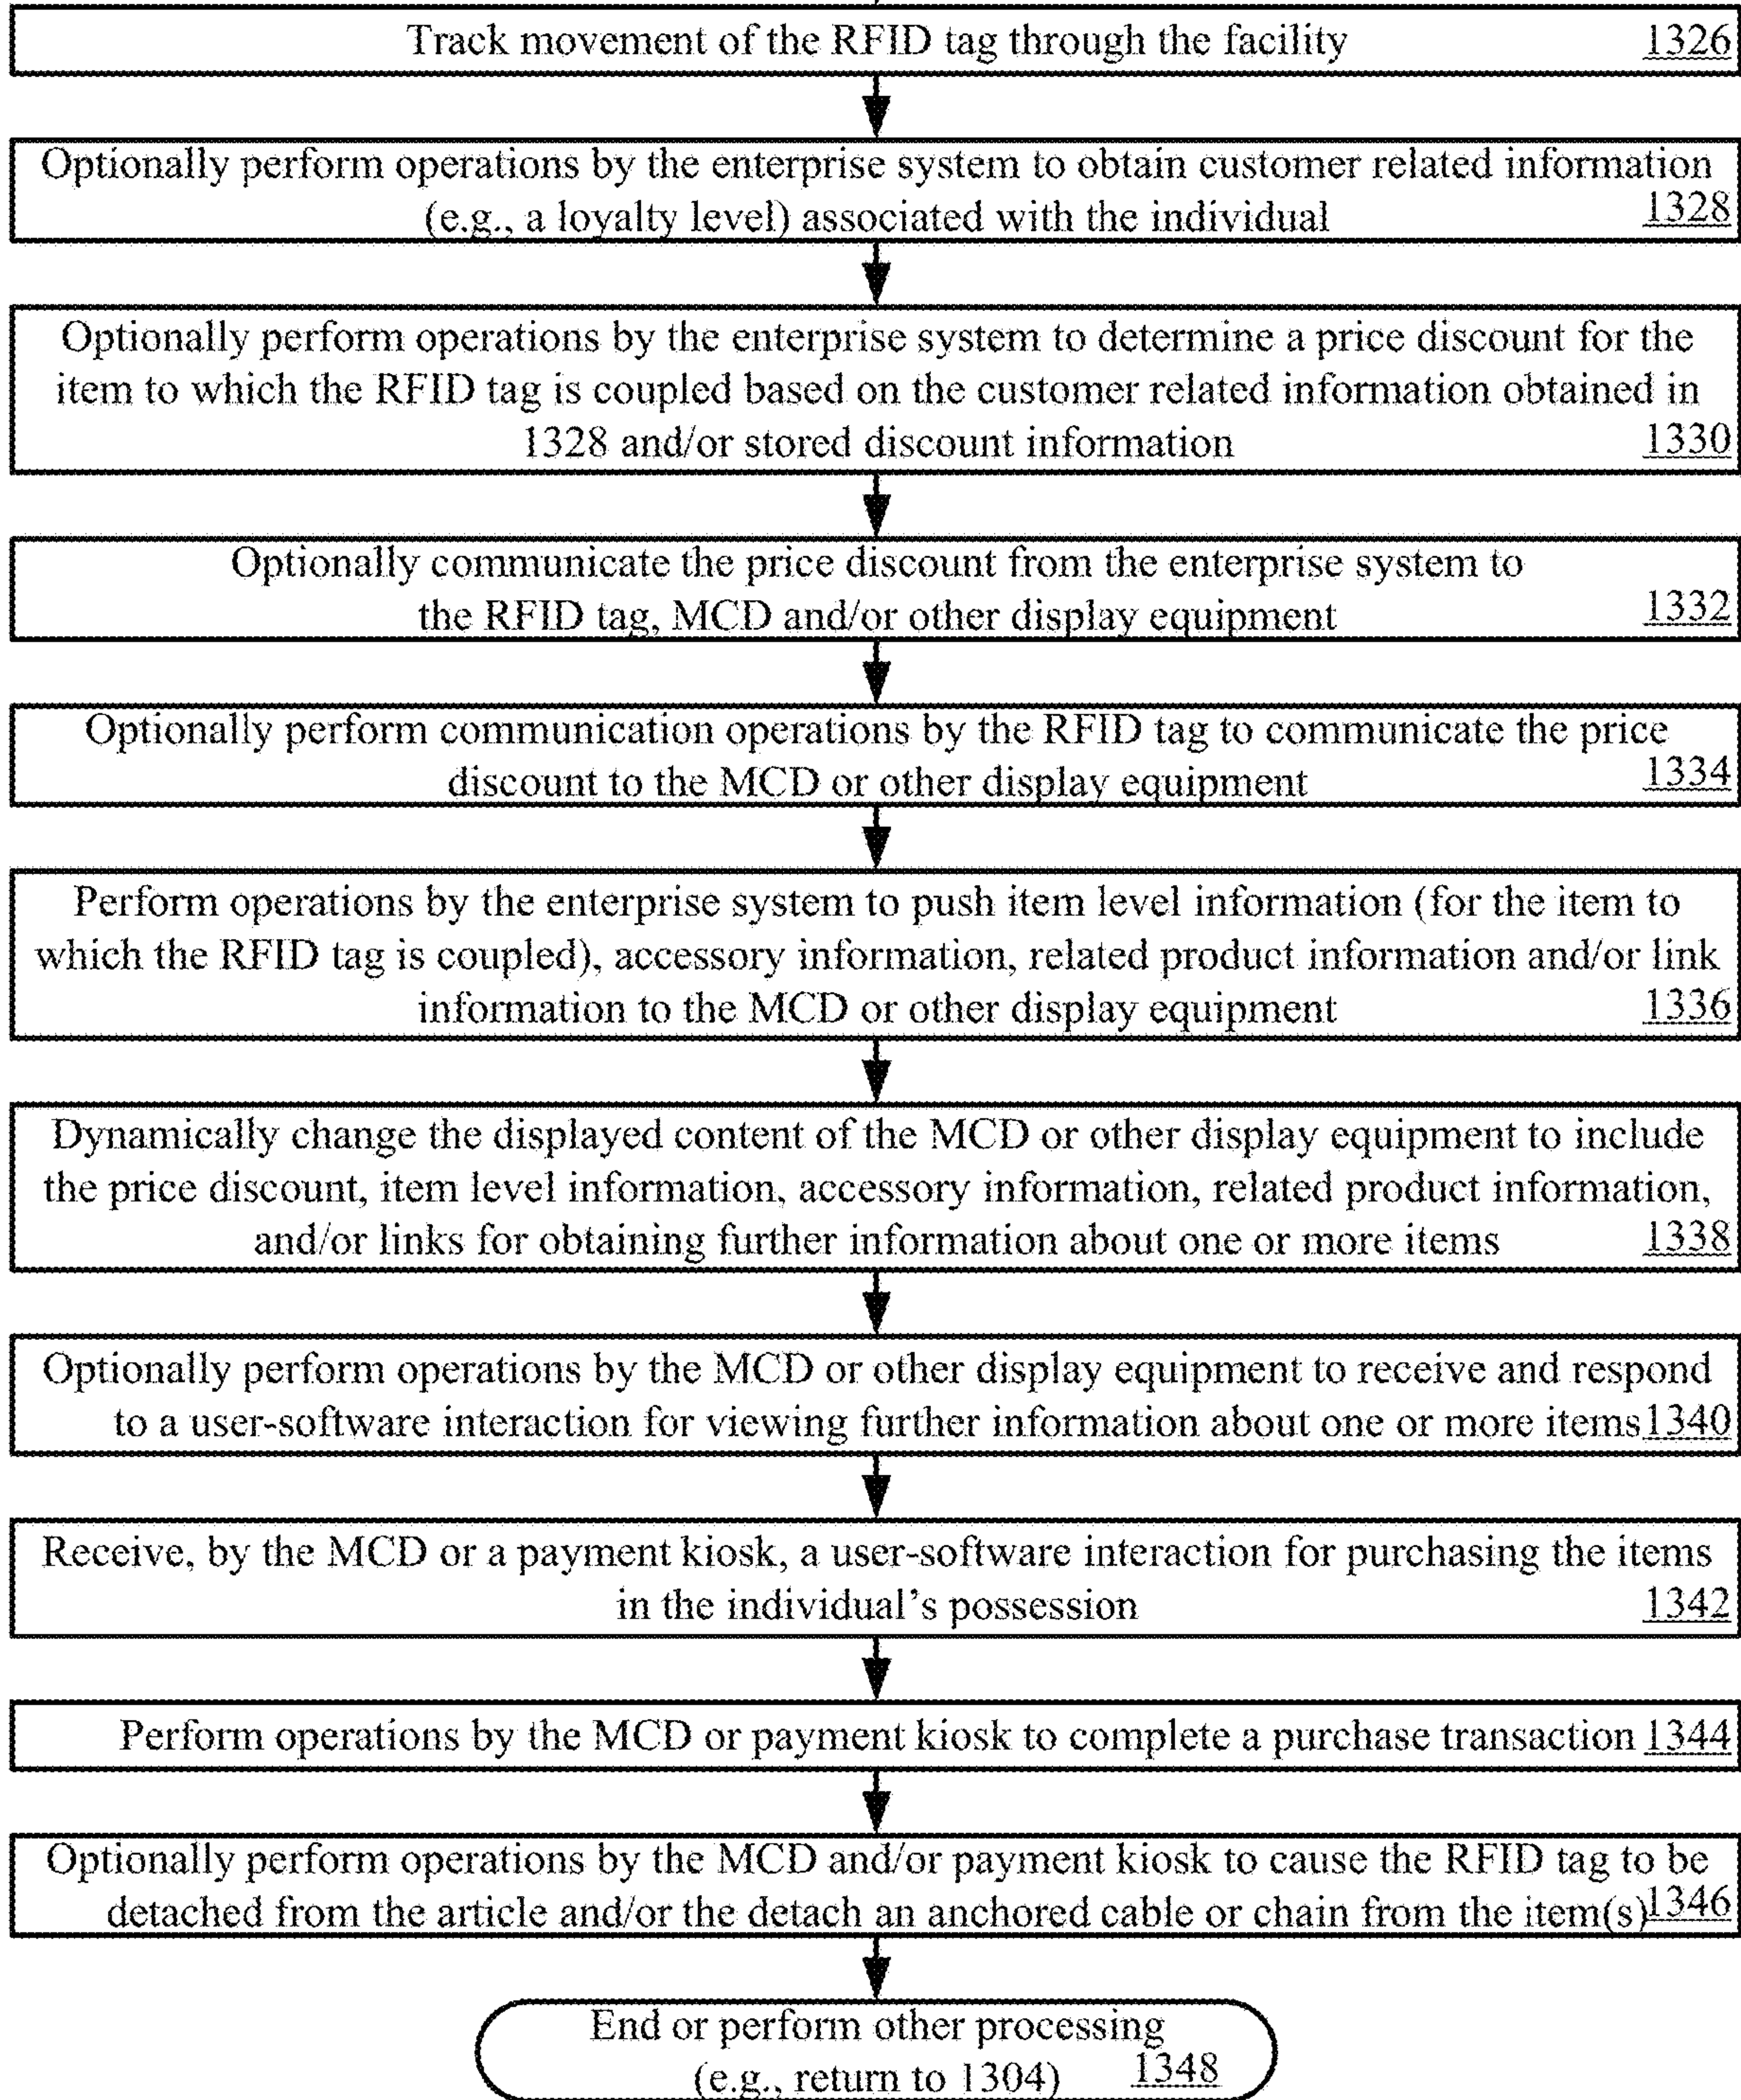 Track movement of the RFID tag through the facility 1326
Optionally perform operations by the enterprise system to obtain customer related information
(e.g., a loyalty level) associated with the individual 1328
Optionally perform operations by the enterprise system to determine a price discount for the
item to which the RFID tag is coupled based on the customer related information obtained in
1328 and/or stored discount information 1330
Optionally communicate the price discount from the enterprise system to
the RFID tag, MCD and/or other display equipment 1332
Optionally perform communication operations by the RFID tag to communicate the price
discount to the MCD or other display equipment 1334
Perform operations by the enterprise system to push item level information (for the item to
which the RFID tag is coupled), accessory information, related product information and/or link
information to the MCD or other display equipment 1336
Dynamically change the displayed content of the MCD or other display equipment to include
the price discount, item level information, accessory information, related product information,
and/or links for obtaining further information about one or more items 1338
Optionally perform operations by the MCD or other display equipment to receive and respond
to a user-software interaction for viewing further information about one or more items 1340
Receive, by the MCD or a payment kiosk, a user-software interaction for purchasing the items
in the individual's possession 1342
Perform operations by the MCD or payment kiosk to complete a purchase transaction 1344
Optionally perform operations by the MCD and/or payment kiosk to cause the RFID tag to be
detached from the article and/or the detach an anchored cable or chain from the item(s) 1346
End or perform other processing
(e.g., return to 1304) 1348